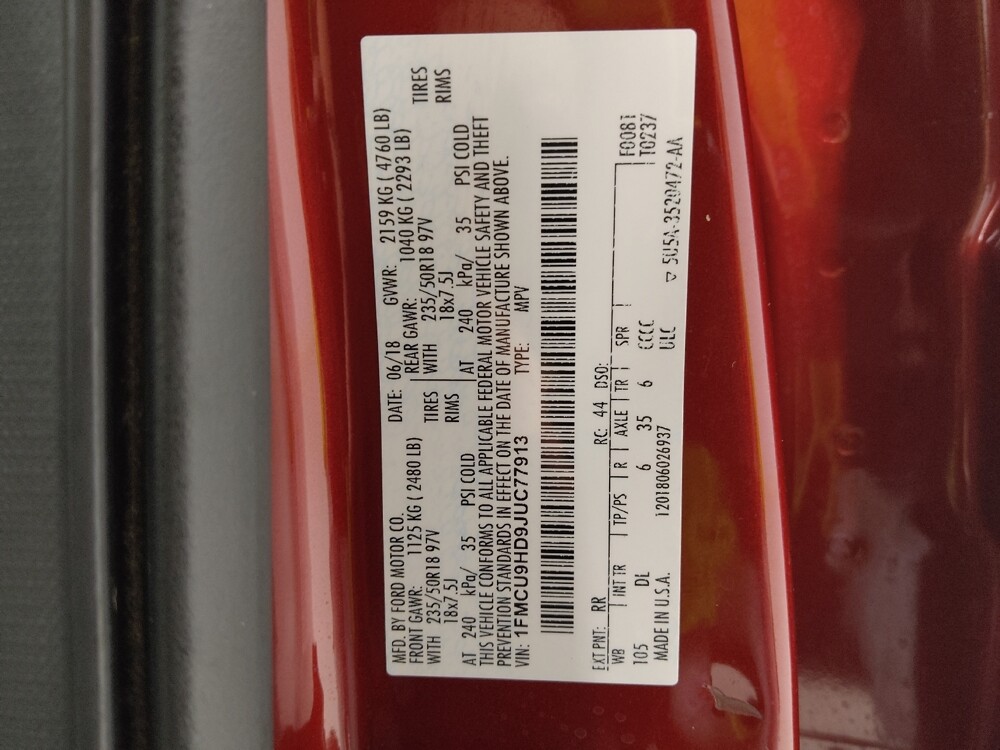 MFD. BY FORD MOTOR CO.
DATE: 06/18 GVWR: 2159 KG ( 4760 LB)
FRONT GAWR: 1125 KG ( 2480 LB)
REAR GAWR: 1040 KG ( 2293 LB)
WITH 235/50R18 97V TIRES
WITH 235/50R18 97V TIRES
18x7.5J RIMS
18x7.5J RIMS
AT 240 kPa/ 35 PSI COLD
AT 240 kPa/ 35 PSI COLD
THIS VEHICLE CONFORMS TO ALL APPLICABLE FEDERAL MOTOR VEHICLE SAFETY AND THEFT
PREVENTION STANDARDS IN EFFECT ON THE DATE OF MANUFACTURE SHOWN ABOVE.
VIN: 1FMCU9HD9JUC77913 TYPE: MPV
EXT PNT: RR RC: 44 DSO:
F0081
WB INT TR TP/PS R AXLE TR SPR
T0237
105 DL 6 35 6
MADE IN U.S.A. 1201806026937